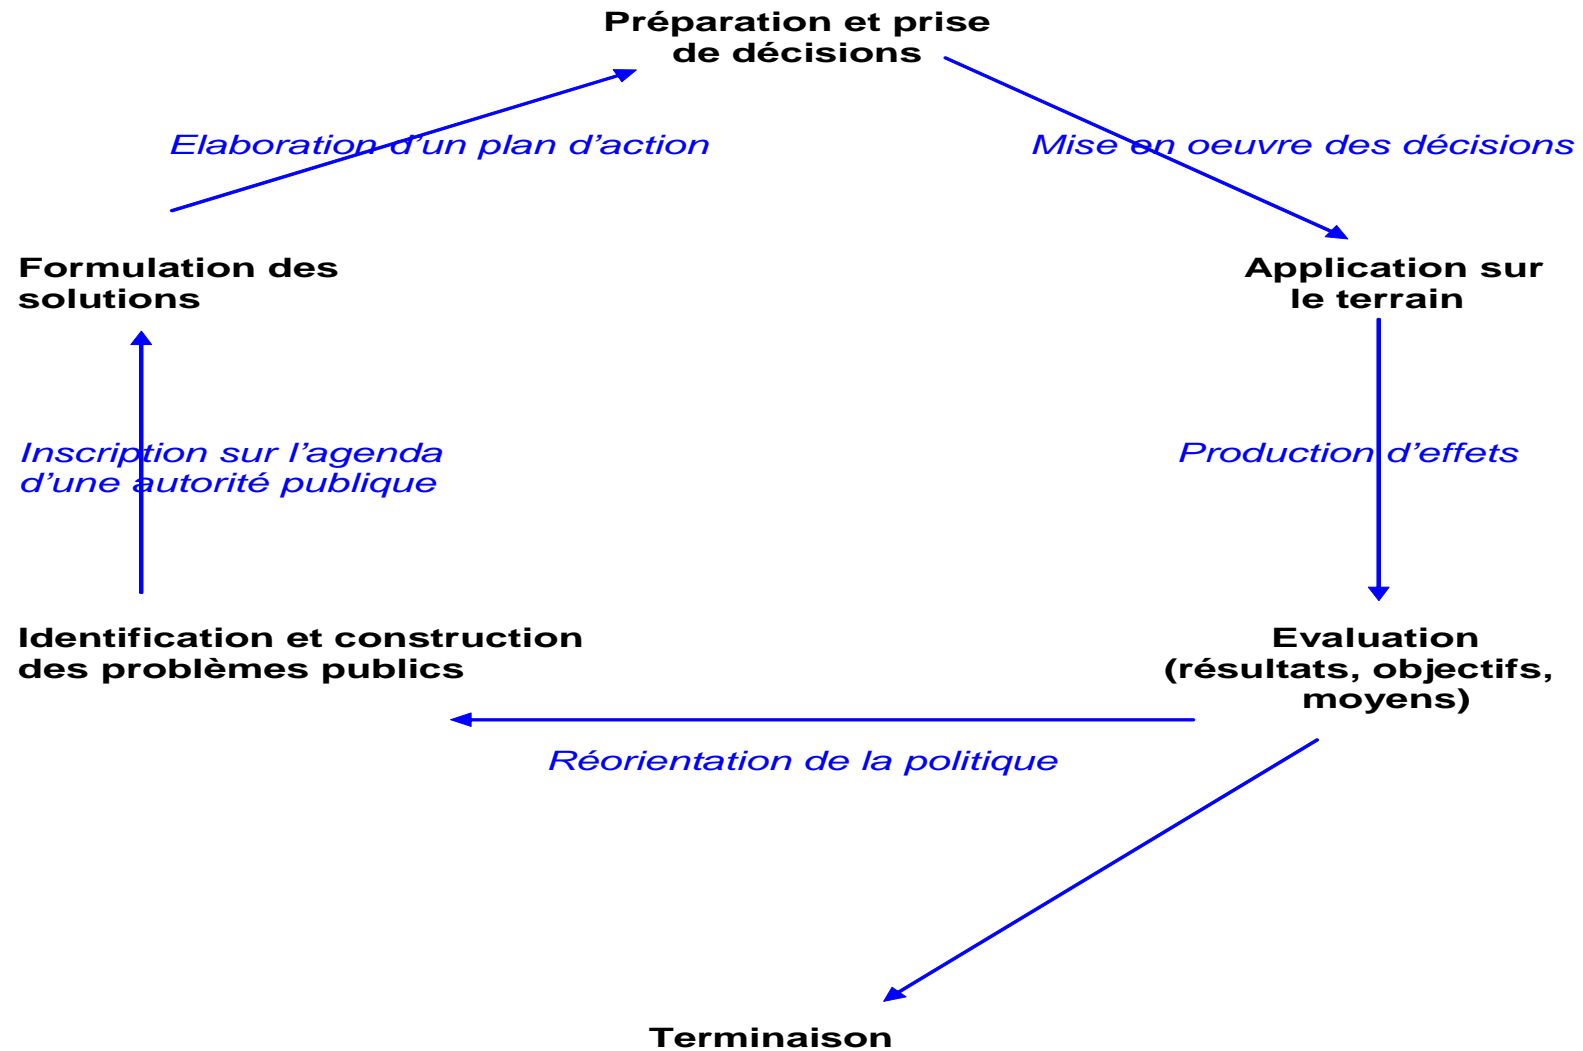 Préparation et prise
de décisions
Elaboration d’un plan d’action
Mise en oeuvre des décisions
Formulation des
solutions
Application sur
le terrain
Inscription sur l’agenda
d’une autorité publique
Production d’effets
Identification et construction
des problèmes publics
Evaluation
(résultats, objectifs,
moyens)
Réorientation de la politique
Terminaison